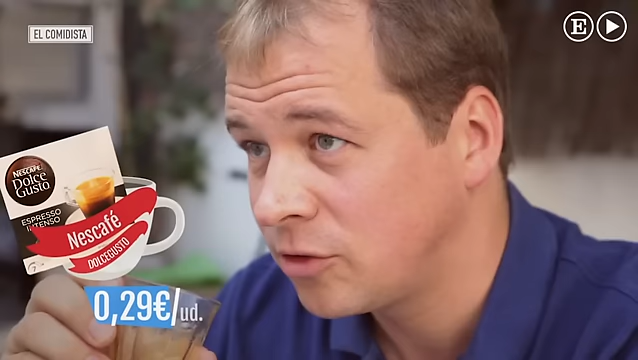 EL COMIDISTA
E
NESCAFÉ
Dolce
Gusto
ESPRESSO
INTENSO
Nescafé
DOLCEGUSTO
0,29€/ud.